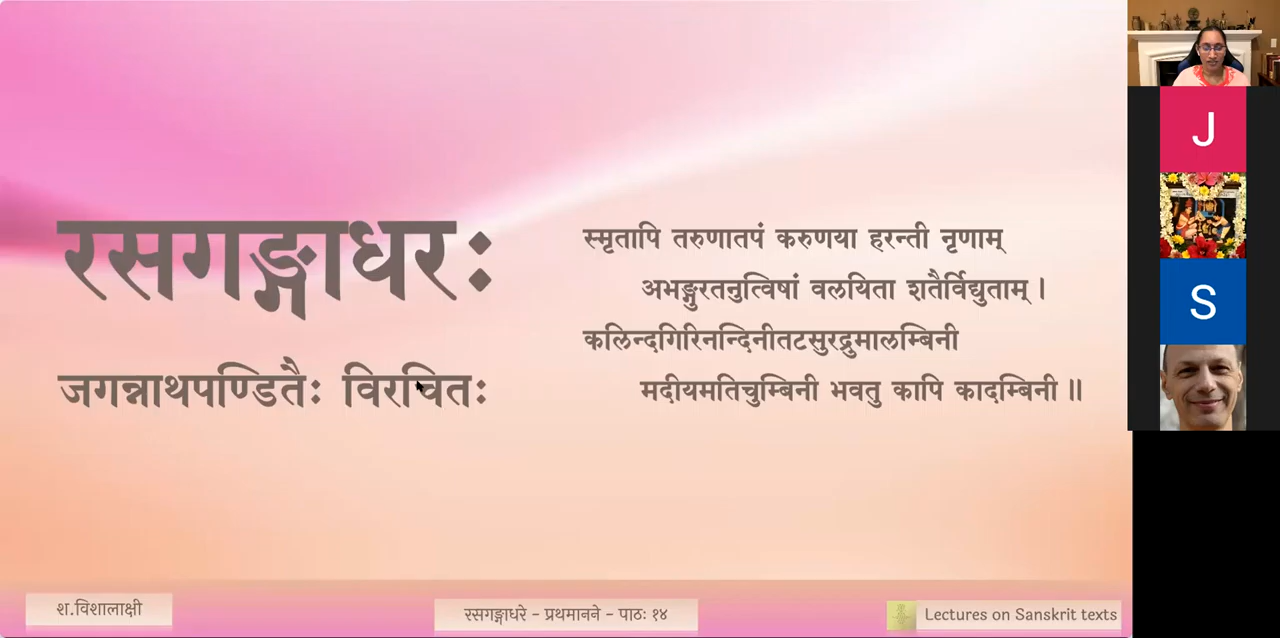 रसगङ्गाधरः
जगन्नाथपण्डितैः विरचितः
स्मृतापि तरुणातपं करुणया हरन्ती नृणाम्
अभङ्गुरतनुत्विषां वलयिता शतैर्विद्युताम् ।
कलिन्दगिरिनन्दिनीतटसुरद्रुमालम्बिनी
मदीयमतिचुम्बिनी भवतु कापि कादम्बिनी ॥
J
S
श.विशालाक्षी
रसगङ्गाधरे - प्रथमानने - पाठः १४
Lectures on Sanskrit texts